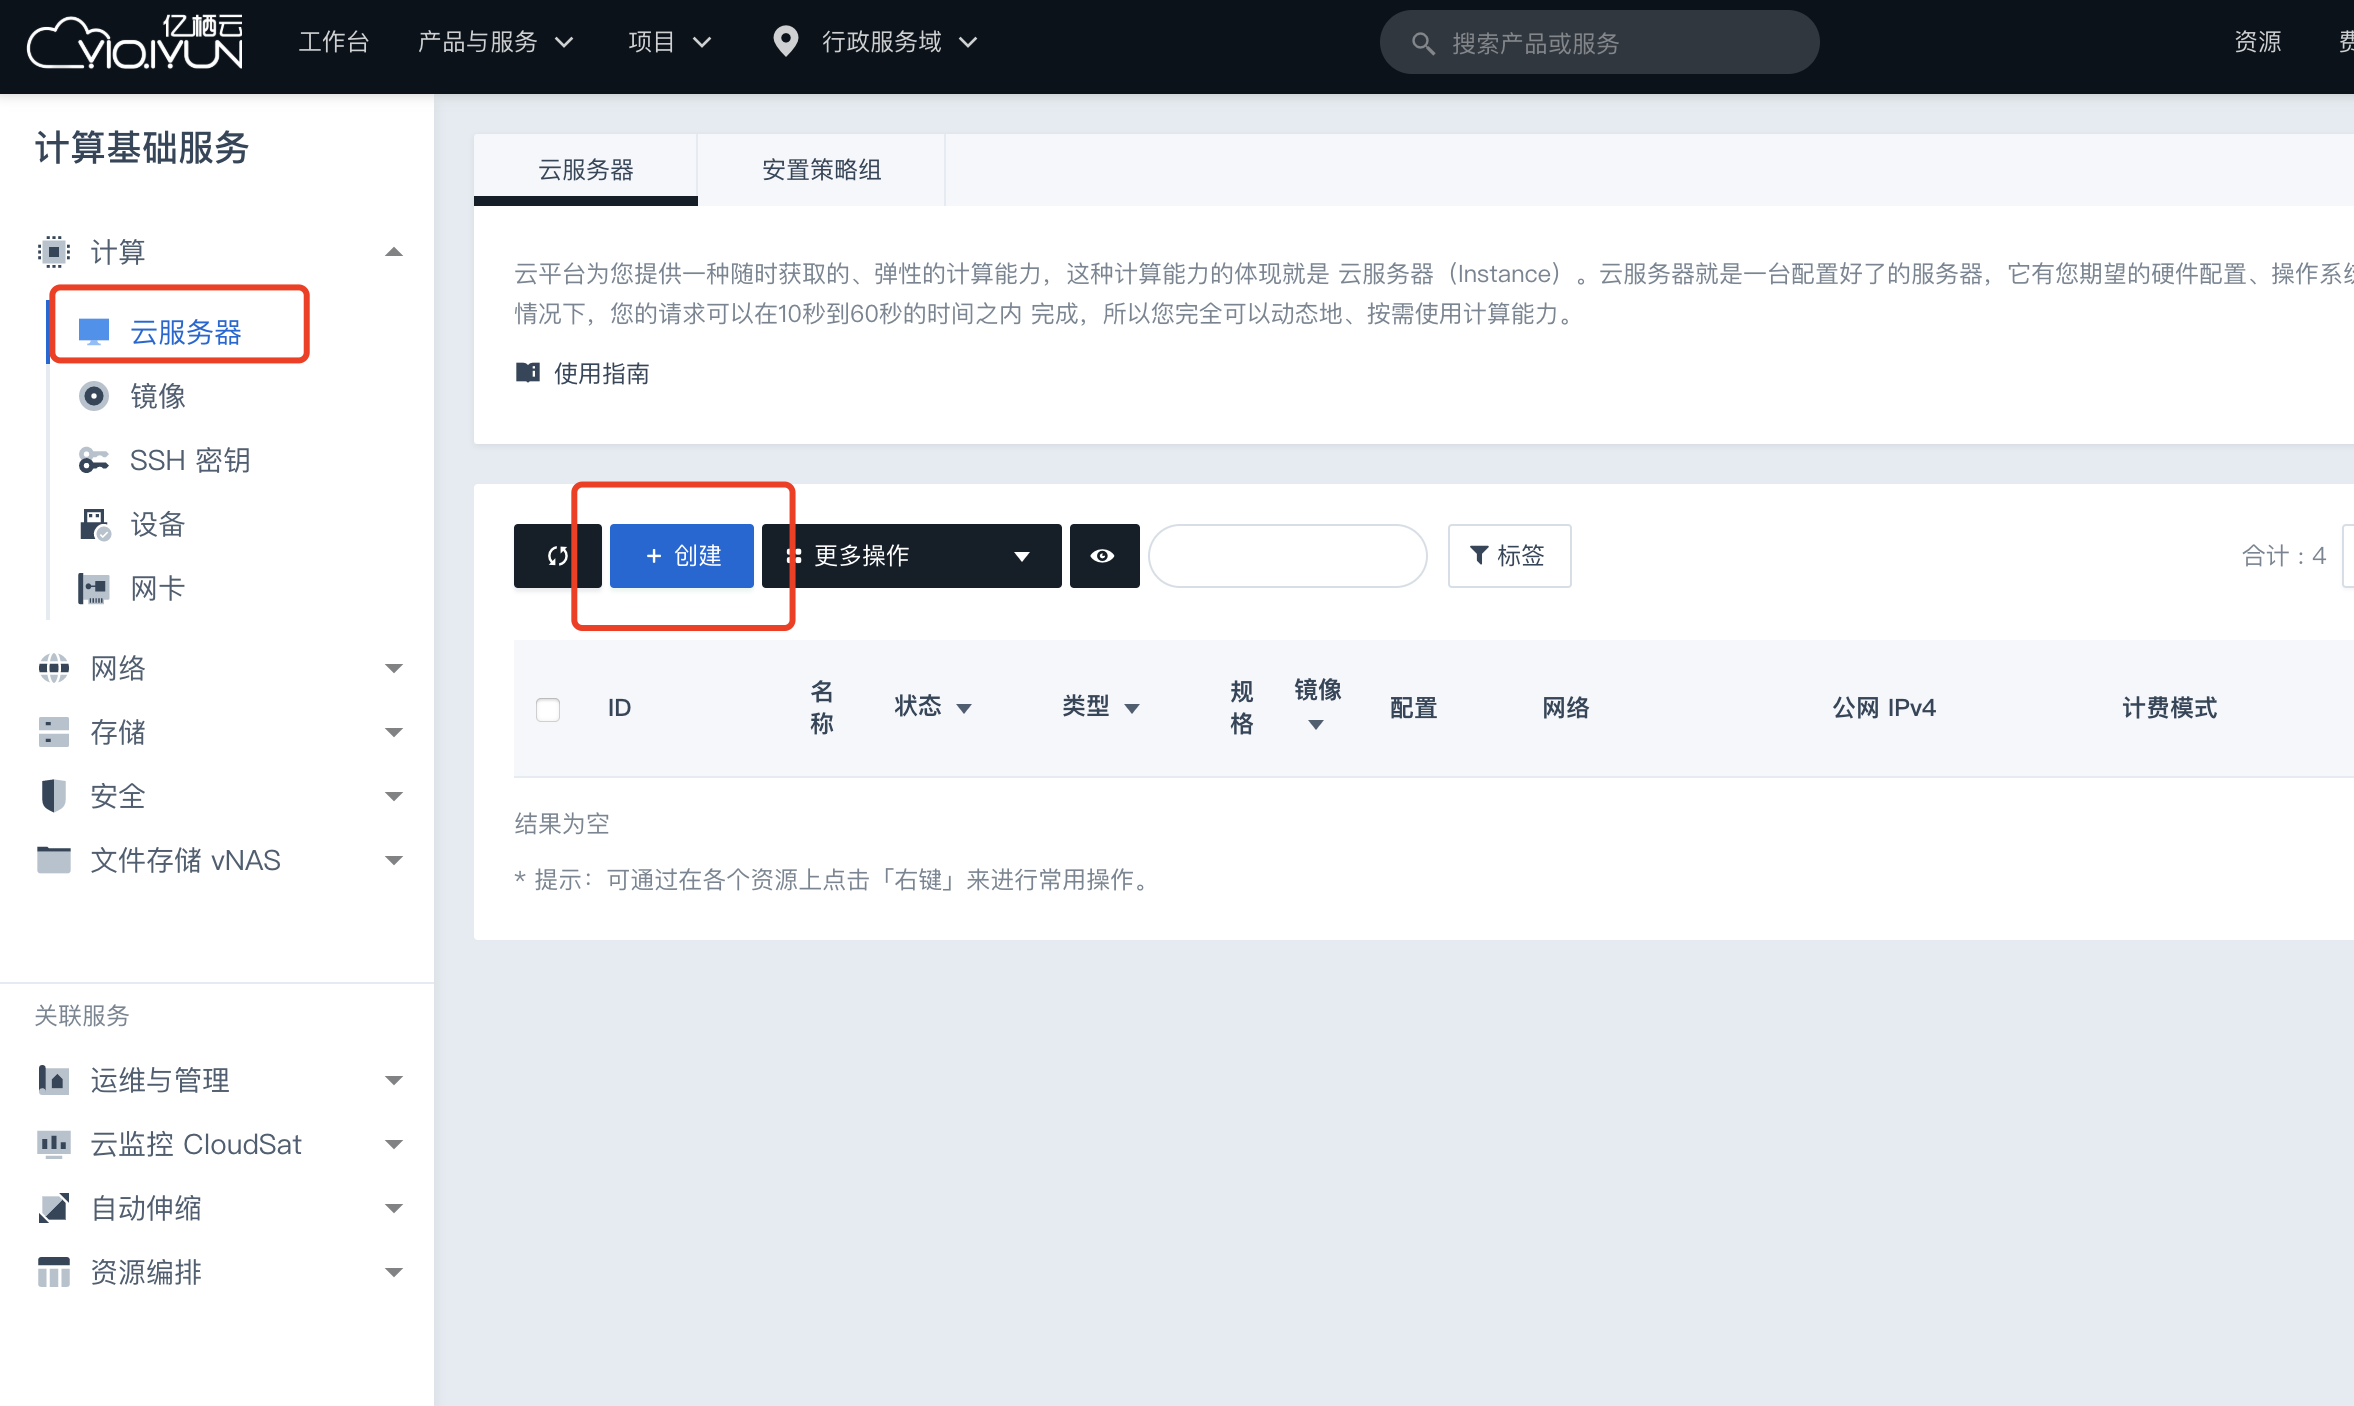 亿栖云
YIQIYUN
工作台 产品与服务 项目 行政服务域 搜索产品或服务 资源 费
计算基础服务
计算
云服务器
镜像
SSH 密钥
设备
网卡
网络
存储
安全
文件存储 vNAS
关联服务
运维与管理
云监控 CloudSat
自动伸缩
资源编排
云服务器 安置策略组
云平台为您提供一种随时获取的、弹性的计算能力，这种计算能力的体现就是 云服务器（Instance）。云服务器就是一台配置好了的服务器，它有您期望的硬件配置、操作系统
情况下，您的请求可以在10秒到60秒的时间之内 完成，所以您完全可以动态地、按需使用计算能力。
使用指南
+ 创建 更多操作 标签 合计：4
ID 名称 状态 类型 规格 镜像 配置 网络 公网 IPv4 计费模式
结果为空
* 提示：可通过在各个资源上点击「右键」来进行常用操作。